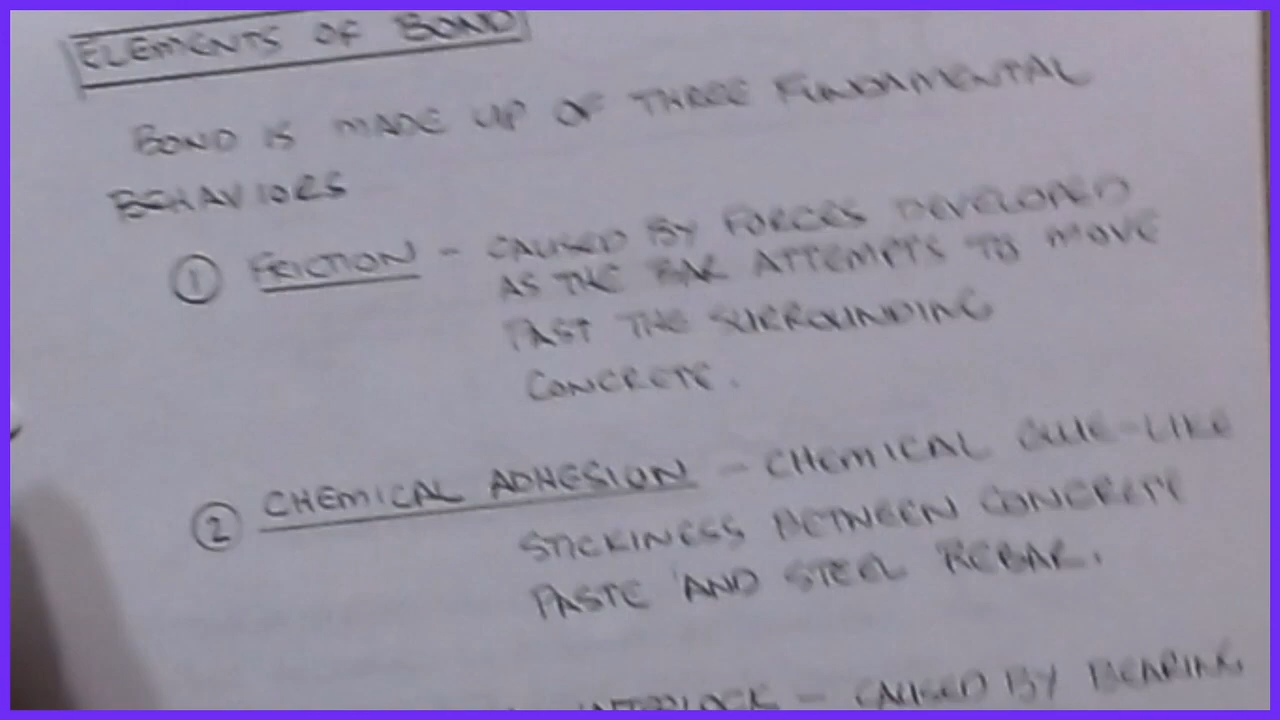 ELEMENTS OF BOND
BOND IS MADE UP OF THREE FUNDAMENTAL
BEHAVIORS
① FRICTION - CAUSED BY FORCES DEVELOPED
AS THE BAR ATTEMPTS TO MOVE
PAST THE SURROUNDING
CONCRETE.
② CHEMICAL ADHESION - CHEMICAL GLUE-LIKE
STICKINESS BETWEEN CONCRETE
PASTE AND STEEL REBAR.
INTERLOCK - CAUSED BY BEARING